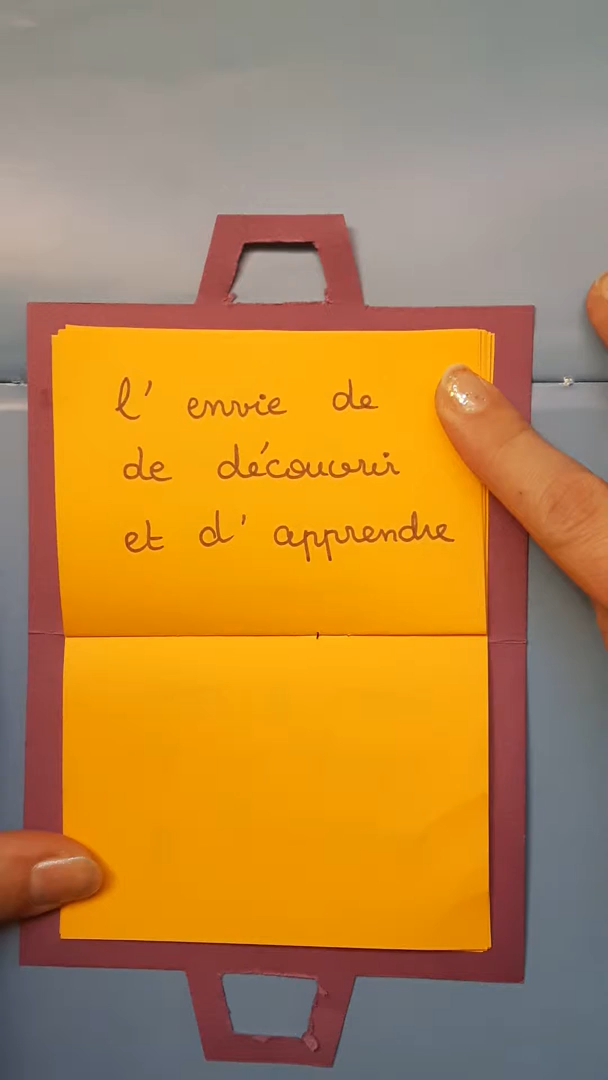 l' envie de
de découvrir
et d' apprendre